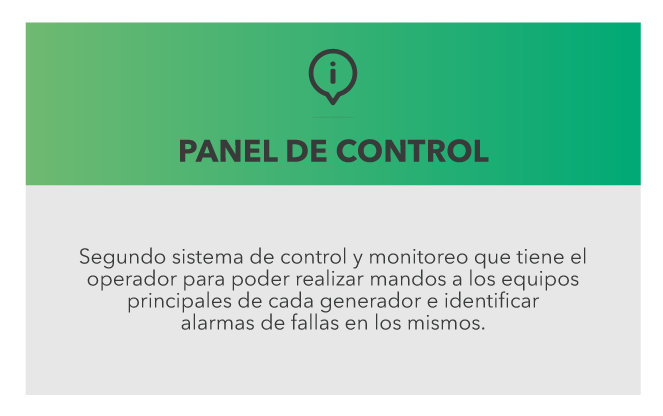 PANEL DE CONTROL
Segundo sistema de control y monitoreo que tiene el
operador para poder realizar mandos a los equipos
principales de cada generador e identificar
alarmas de fallas en los mismos.